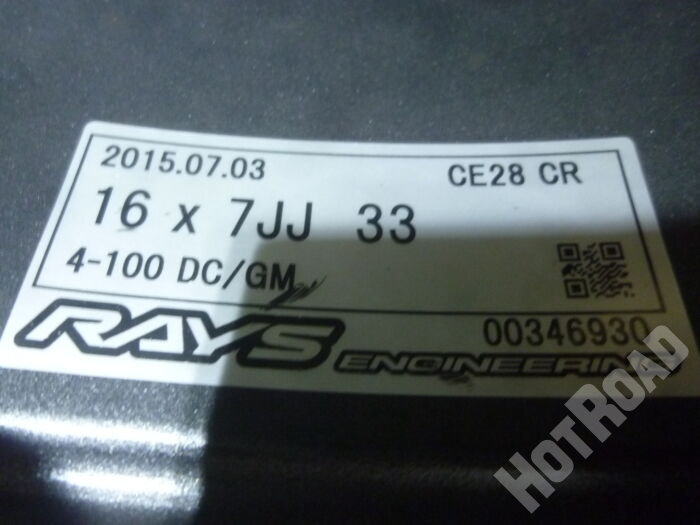 2015.07.03 CE28 CR
16 x 7JJ 33
4-100 DC/GM
00346930
RAYS ENGINEERING
HOTROAD